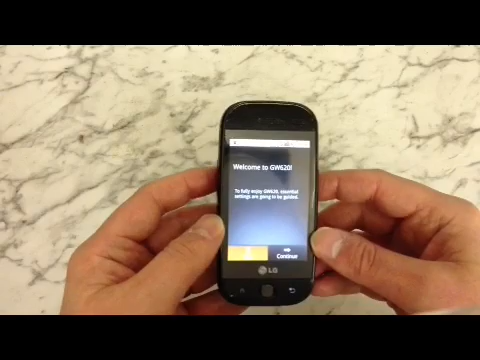 Welcome to GW620!
To fully enjoy GW620, essential
settings are going to be guided.
Continue
LG